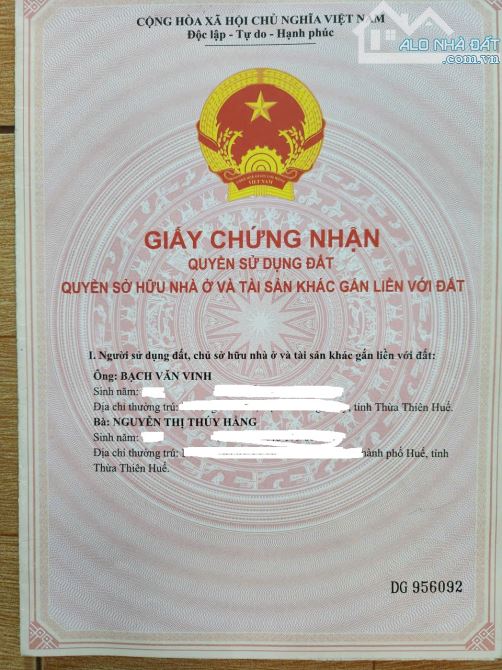 CỘNG HÒA XÃ HỘI CHỦ NGHĨA VIỆT NAM
Độc lập - Tự do - Hạnh phúc
ALO NHÀ ĐẤT
.com.vn
VIỆT NAM
GIẤY CHỨNG NHẬN
QUYỀN SỬ DỤNG ĐẤT
QUYỀN SỞ HỮU NHÀ Ở VÀ TÀI SẢN KHÁC GẮN LIỀN VỚI ĐẤT
I. Người sử dụng đất, chủ sở hữu nhà ở và tài sản khác gắn liền với đất:
Ông: BẠCH VĂN VINH
Sinh năm:
Địa chỉ thường trú: , tỉnh Thừa Thiên Huế.
Bà: NGUYỄN THỊ THÚY HẰNG
Sinh năm:
Địa chỉ thường trú: hành phố Huế, tỉnh
Thừa Thiên Huế.
DG 956092